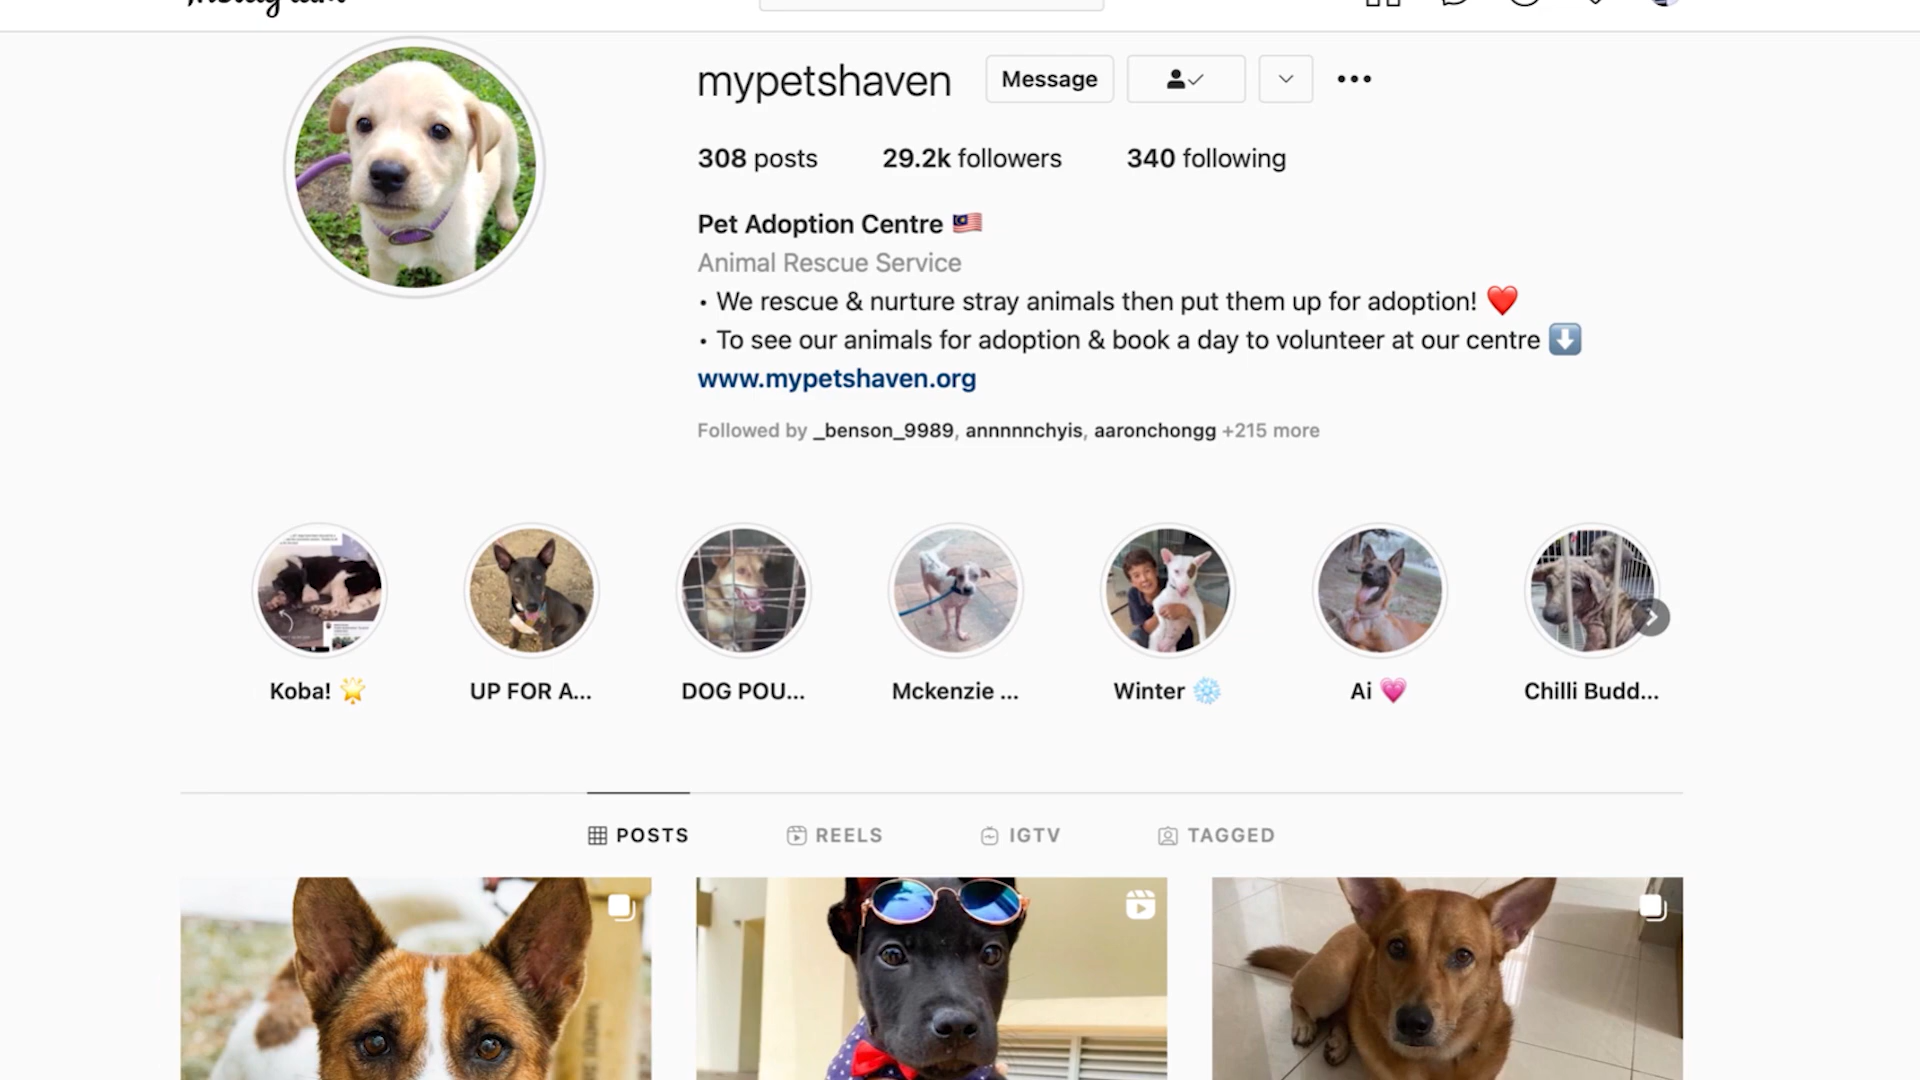 Instagram
mypetshaven
Message
308 posts
29.2k followers
340 following
Pet Adoption Centre 🇲🇾
Animal Rescue Service
• We rescue & nurture stray animals then put them up for adoption! ❤️
• To see our animals for adoption & book a day to volunteer at our centre ⬇️
www.mypetshaven.org
Followed by _benson_9989, annnnnchyis, aaronchongg +215 more
Koba! 🌟
UP FOR A...
DOG POU...
Mckenzie ...
Winter ❄️
Ai 💗
Chilli Budd...
POSTS
REELS
IGTV
TAGGED